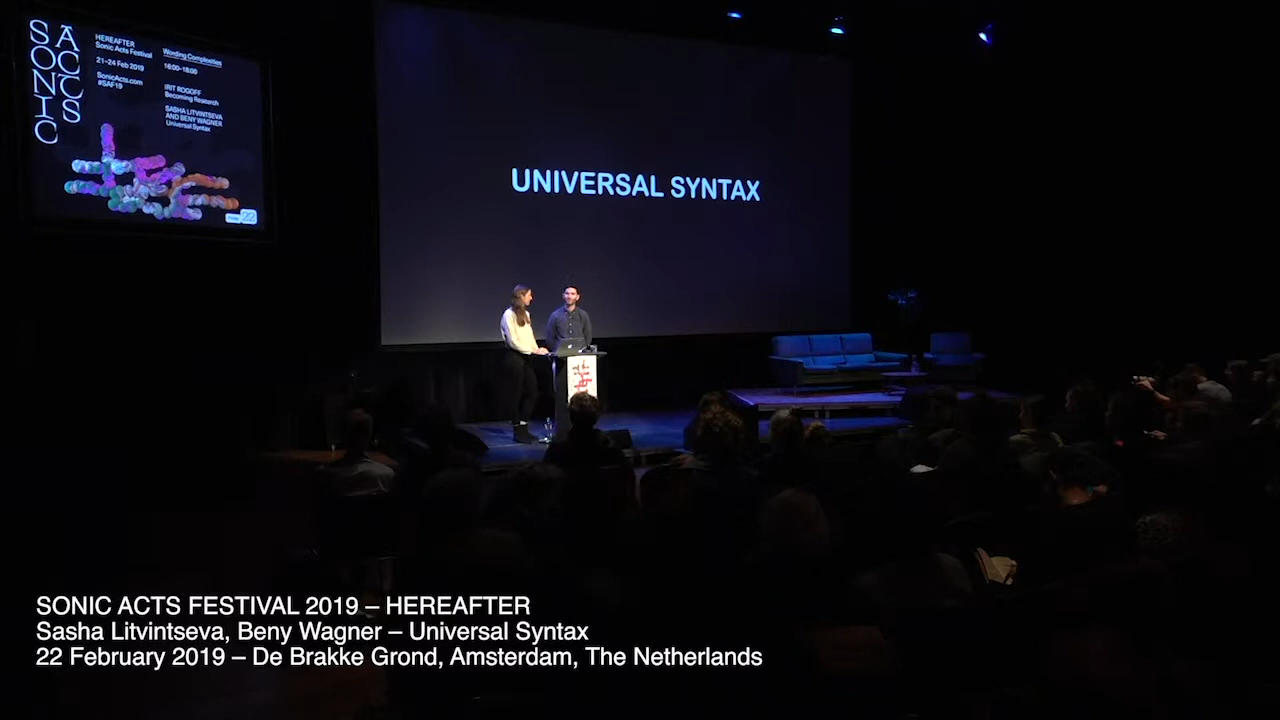 SONIC
ACTS
HEREAFTER
Sonic Acts Festival
21–24 Feb 2019
SonicActs.com
#SAF19
Wording Complexities
16:00–18:00
IRIT ROGOFF
Becoming Research
SASHA LITVINTSEVA
AND BENY WAGNER
Universal Syntax
22
UNIVERSAL SYNTAX
SONIC ACTS FESTIVAL 2019 – HEREAFTER
Sasha Litvintseva, Beny Wagner – Universal Syntax
22 February 2019 – De Brakke Grond, Amsterdam, The Netherlands